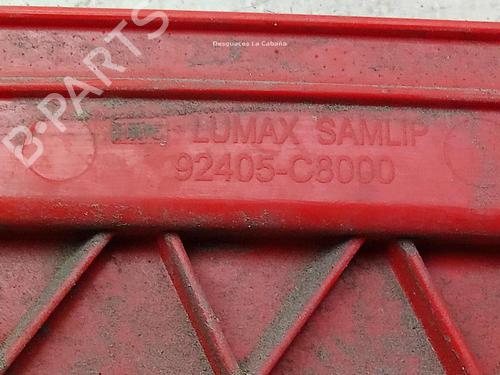 Desguaces La Cabaña
B-PARTS
LUMAX SAMLIP
92405-C8000